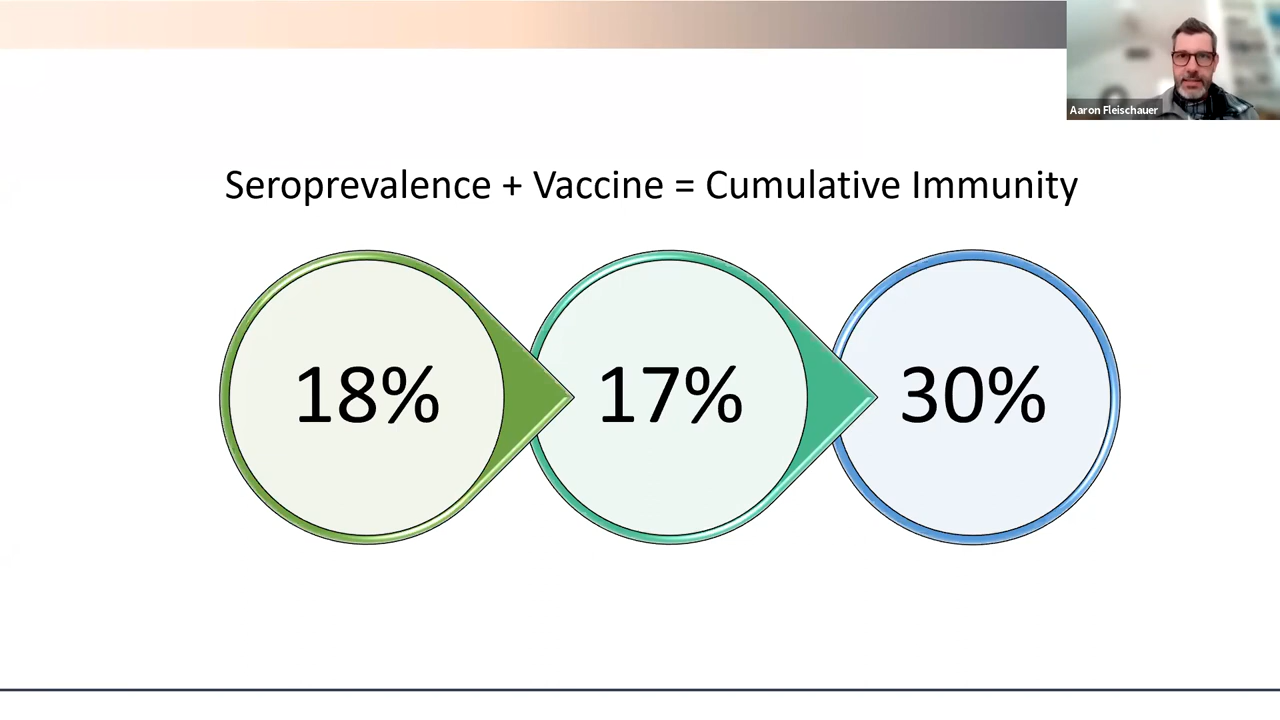 Aaron Fleischauer
Seroprevalence + Vaccine = Cumulative Immunity
18%
17%
30%